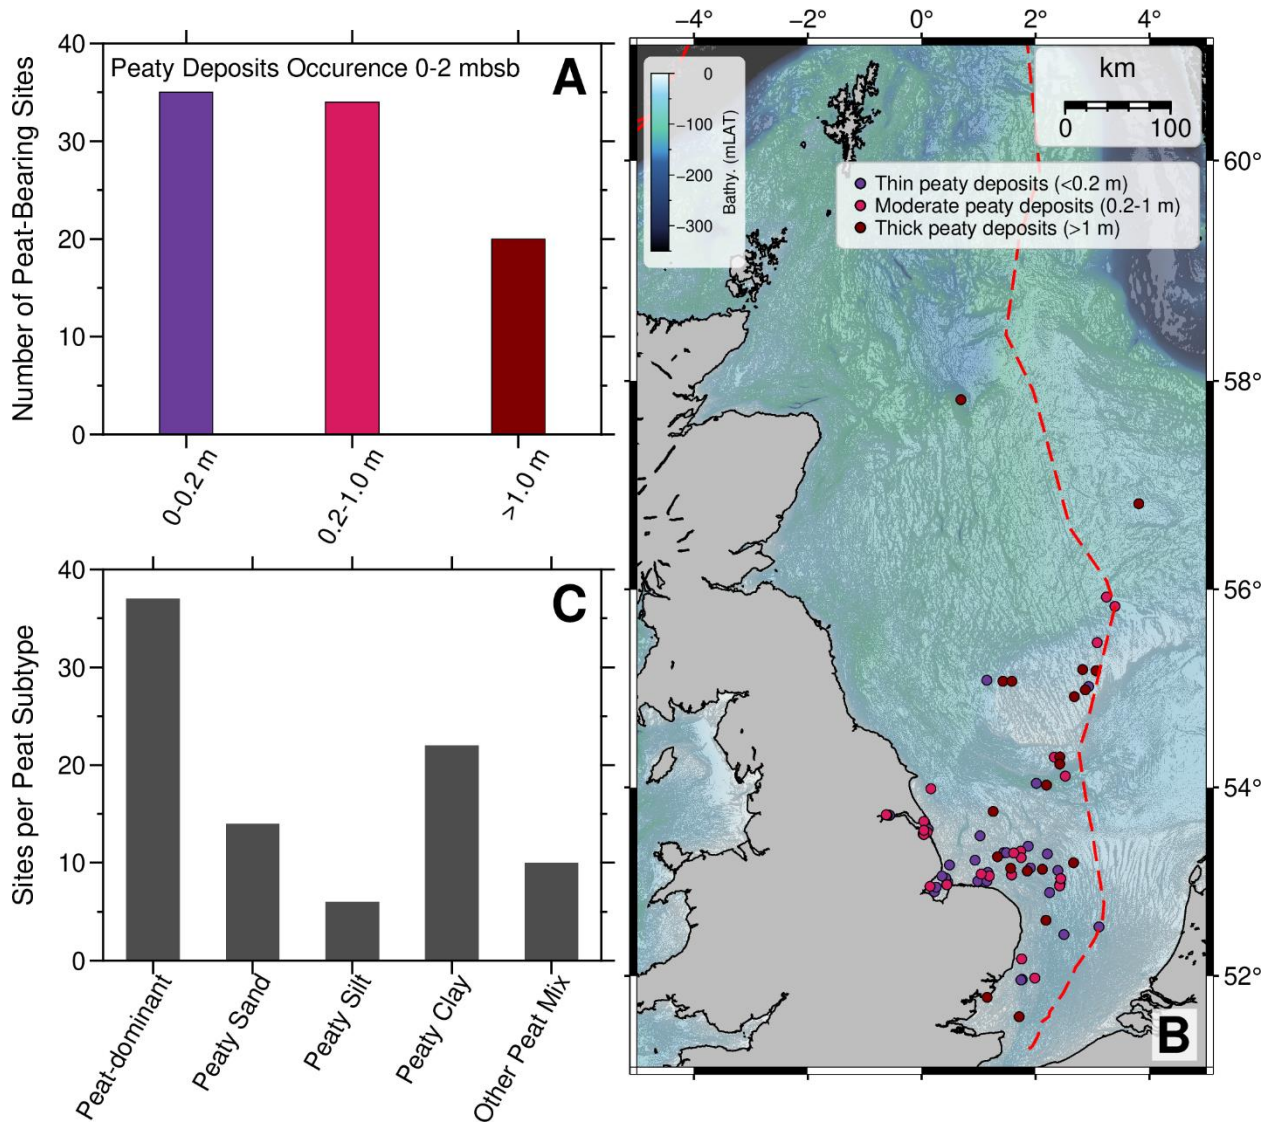 Peaty Deposits Occurence 0-2 mbsb
A
Number of Peat-Bearing Sites
40
30
20
10
0
0-0.2 m
0.2-1.0 m
>1.0 m
C
Sites per Peat Subtype
40
30
20
10
0
Peat-dominant
Peaty Sand
Peaty Silt
Peaty Clay
Other Peat Mix
−4°
−2°
0°
2°
4°
0
−100
−200
−300
Bathy. (mLAT)
km
0
100
Thin peaty deposits (<0.2 m)
Moderate peaty deposits (0.2-1 m)
Thick peaty deposits (>1 m)
60°
58°
56°
54°
52°
B